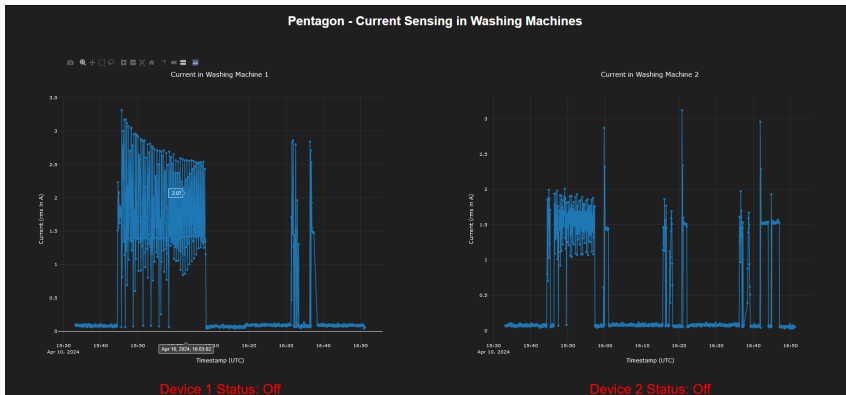 Pentagon - Current Sensing in Washing Machines
Current in Washing Machine 1
Current (rms in A)
3.5
3
2.5
2
1.5
1
0.5
0
2.07
15:30
15:40
15:50
16:00
16:10
16:20
16:30
16:40
16:50
Apr 10, 2024
Apr 10, 2024, 16:03:02
Timestamp (UTC)
Device 1 Status: Off
Current in Washing Machine 2
Current (rms in A)
3
2.5
2
1.5
1
0.5
0
15:30
15:40
15:50
16:00
16:10
16:20
16:30
16:40
16:50
Apr 10, 2024
Timestamp (UTC)
Device 2 Status: Off